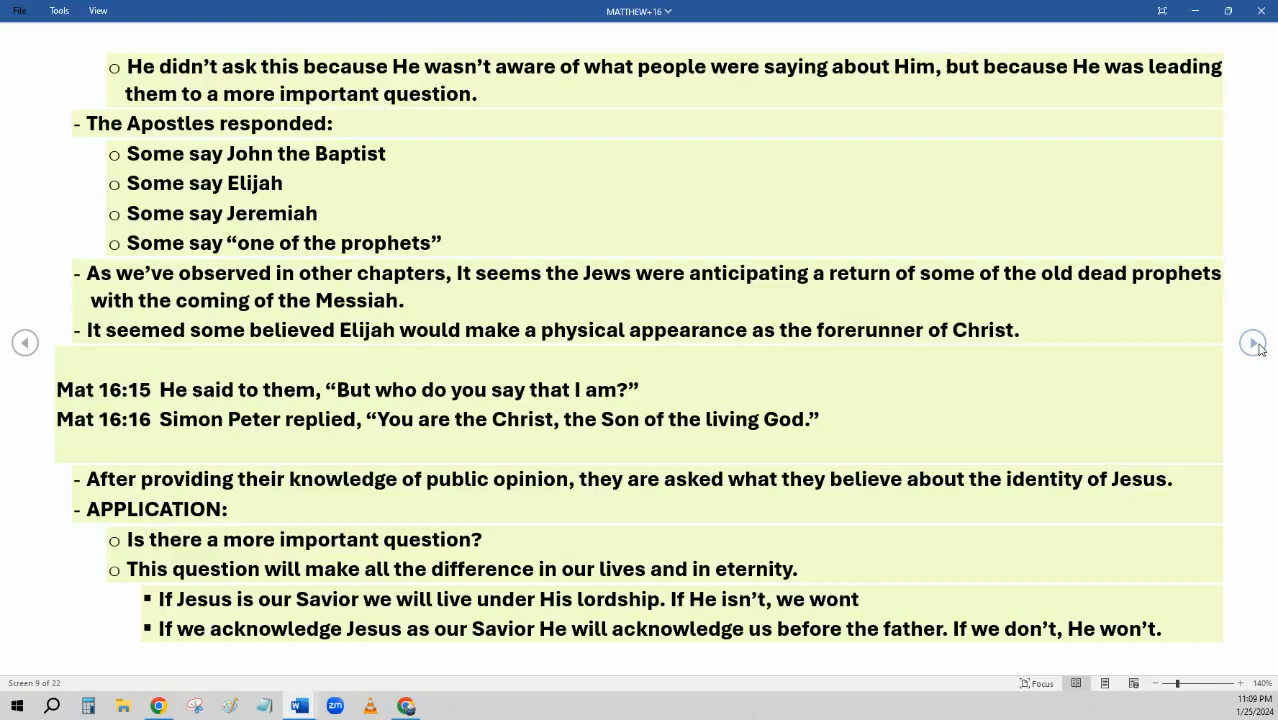 File Tools View MATTHEW+16
o He didn’t ask this because He wasn’t aware of what people were saying about Him, but because He was leading
them to a more important question.
- The Apostles responded:
o Some say John the Baptist
o Some say Elijah
o Some say Jeremiah
o Some say “one of the prophets”
- As we’ve observed in other chapters, It seems the Jews were anticipating a return of some of the old dead prophets
with the coming of the Messiah.
- It seemed some believed Elijah would make a physical appearance as the forerunner of Christ.
Mat 16:15 He said to them, “But who do you say that I am?”
Mat 16:16 Simon Peter replied, “You are the Christ, the Son of the living God.”
- After providing their knowledge of public opinion, they are asked what they believe about the identity of Jesus.
- APPLICATION:
o Is there a more important question?
o This question will make all the difference in our lives and in eternity.
▪ If Jesus is our Savior we will live under His lordship. If He isn’t, we wont
▪ If we acknowledge Jesus as our Savior He will acknowledge us before the father. If we don’t, He won’t.
Screen 9 of 22 Focus 140%
zm W 11:09 PM
1/25/2024